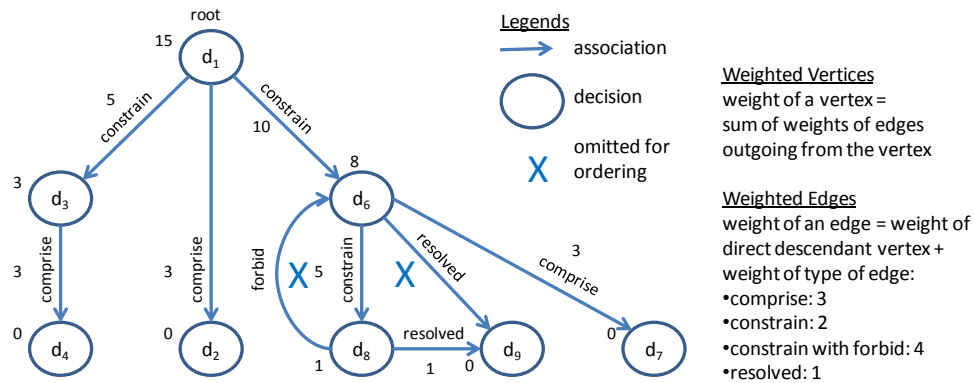 root
15
d₁
5
constrain
constrain
10
3
d₃
8
d₆
3
comprise
3
comprise
forbid
5
constrain
resolved
3
comprise
0
d₄
0
d₂
1
d₈
resolved
1
0
d₉
0
d₇
Legends
association
decision
X
omitted for
ordering
X
X
Weighted Vertices
weight of a vertex =
sum of weights of edges
outgoing from the vertex
Weighted Edges
weight of an edge = weight of
direct descendant vertex +
weight of type of edge:
•comprise: 3
•constrain: 2
•constrain with forbid: 4
•resolved: 1